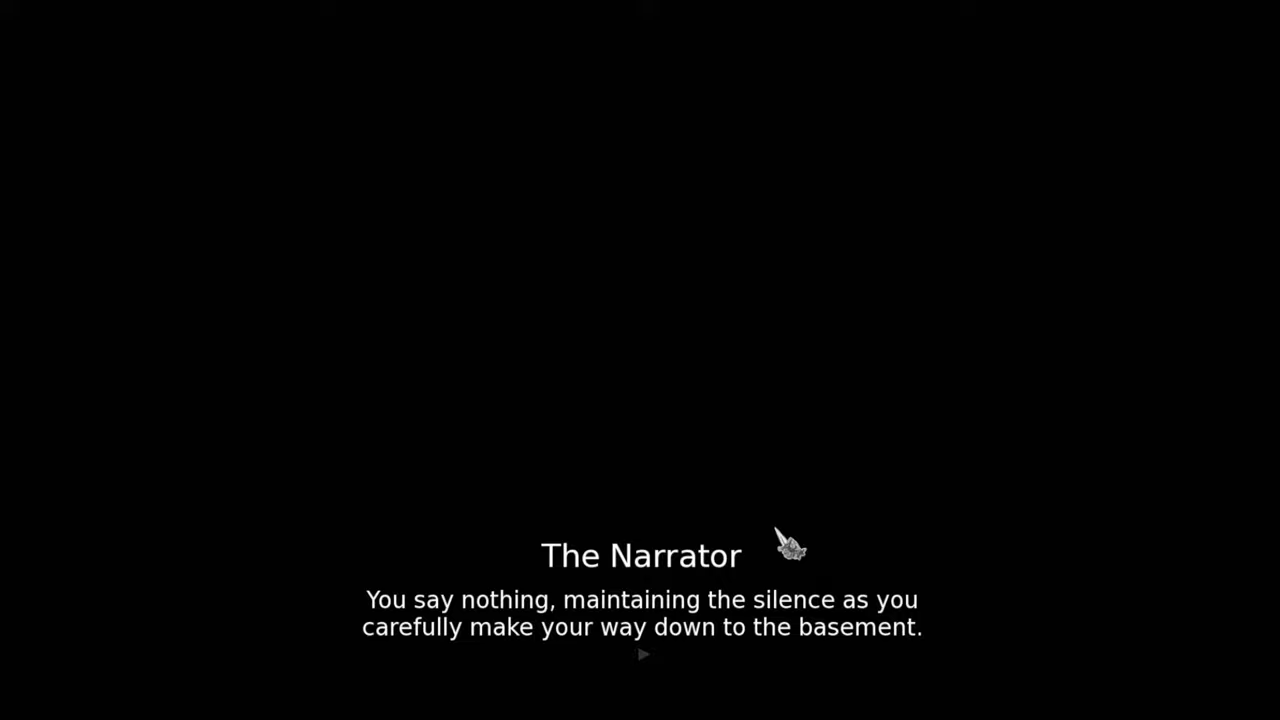 The Narrator
You say nothing, maintaining the silence as you
carefully make your way down to the basement.